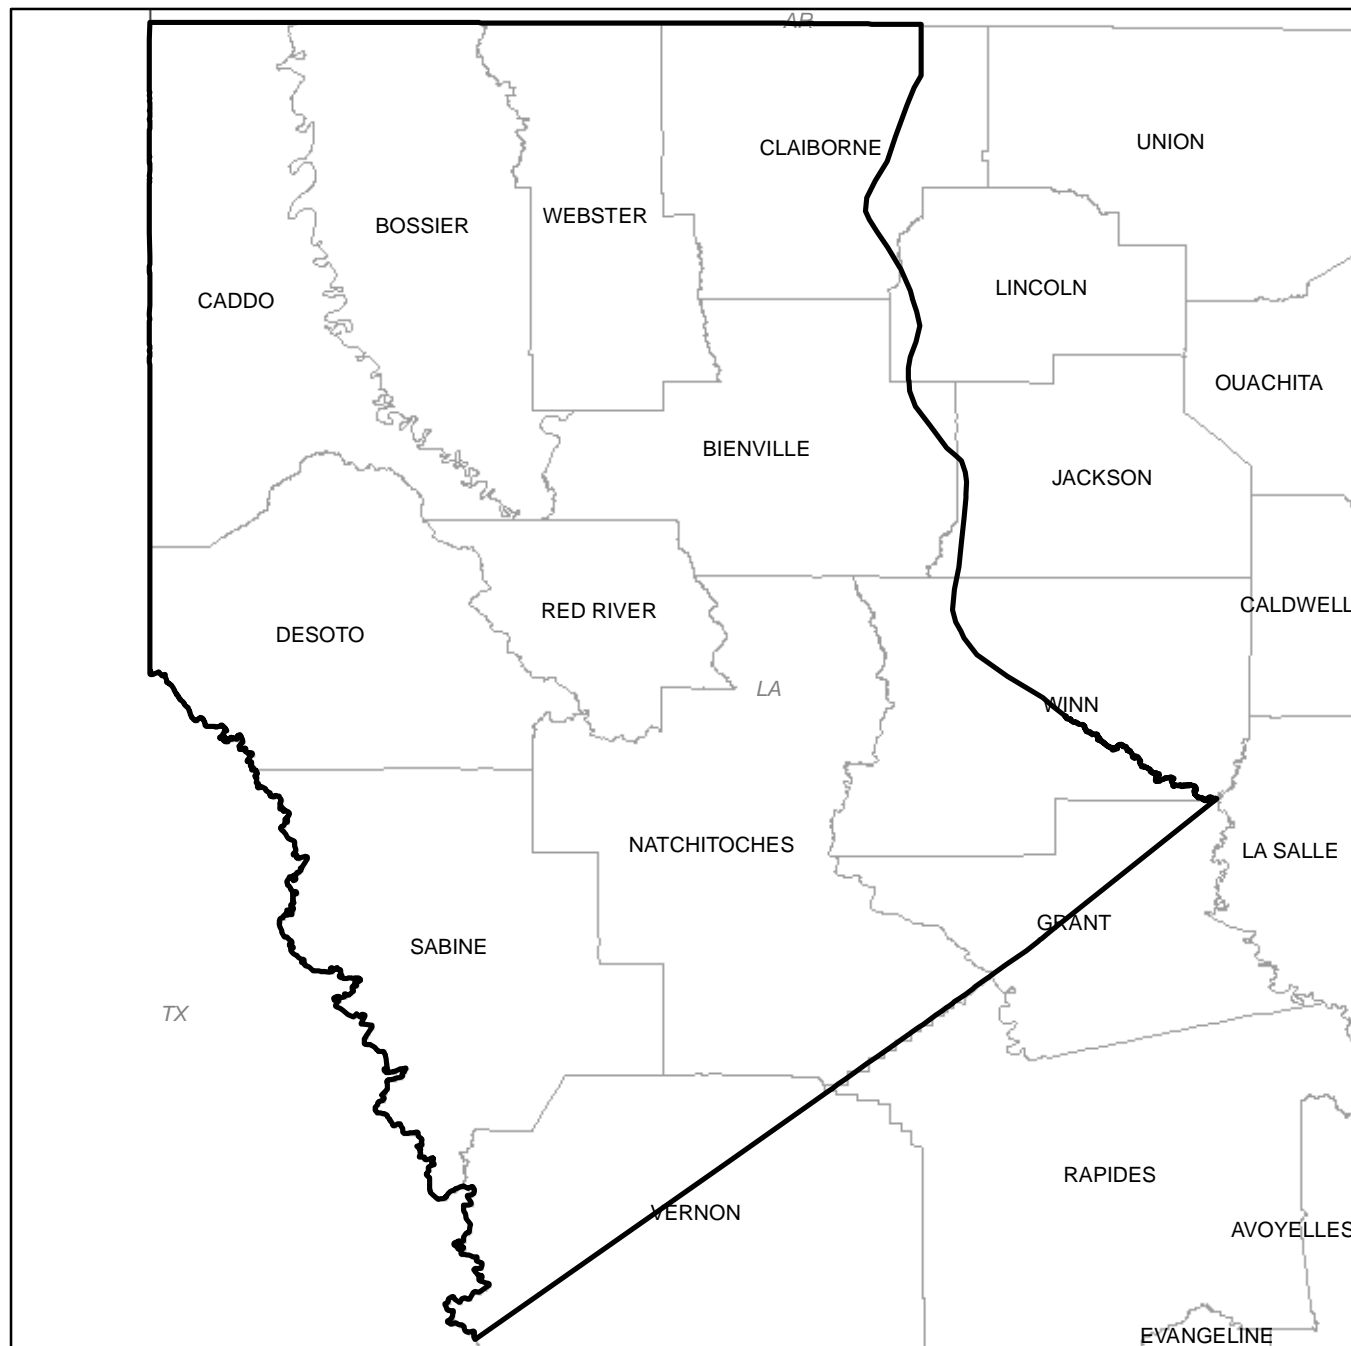 AR
CLAIBORNE
UNION
WEBSTER
BOSSIER
LINCOLN
CADDO
OUACHITA
BIENVILLE
JACKSON
CALDWELL
RED RIVER
DESOTO
LA
WINN
NATCHITOCHES
LA SALLE
GRANT
SABINE
TX
RAPIDES
VERNON
AVOYELLES
EVANGELINE